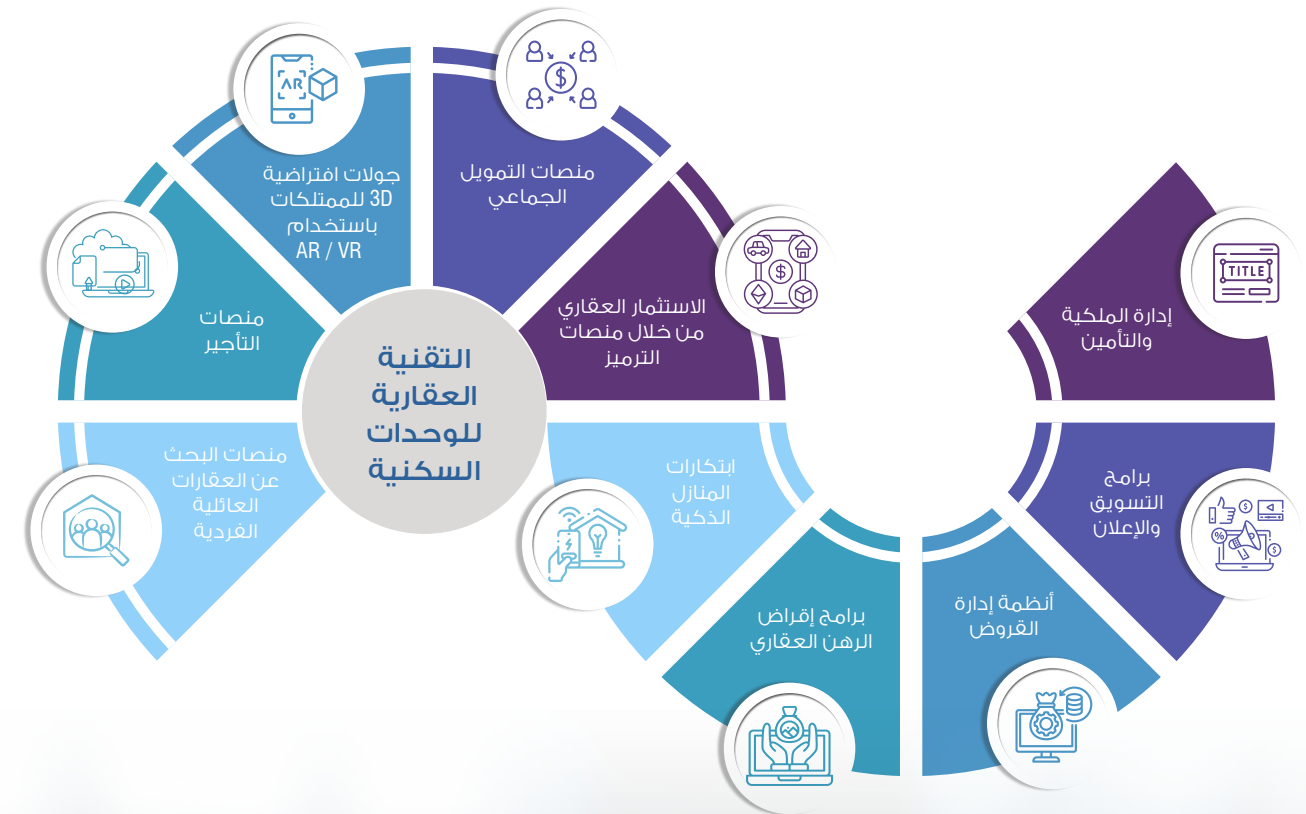 منصات التمويل
الجماعي
جولات افتراضية
3D للممتلكات
باستخدام
AR / VR
AR
منصات
التأجير
منصات البحث
عن العقارات
العائلية
الفردية
التقنية
العقارية
للوحدات
السكنية
الاستثمار العقاري
من خلال منصات
الترميز
ابتكارات
المنازل
الذكية
برامج إقراض
الرهن العقاري
أنظمة إدارة
القروض
برامج
التسويق
والإعلان
إدارة الملكية
والتأمين
TITLE